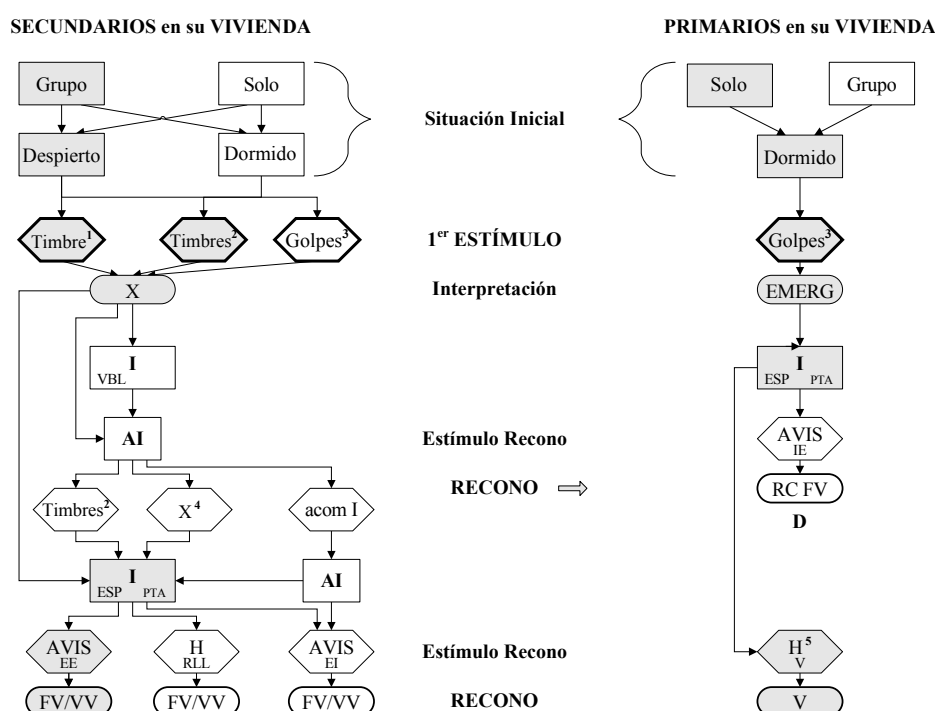 SECUNDARIOS en su VIVIENDA
PRIMARIOS en su VIVIENDA
Grupo
Solo
Situación Inicial
Solo
Grupo
Despierto
Dormido
Dormido
Timbre¹
Timbres²
Golpes³
1er ESTÍMULO
Golpes³
X
Interpretación
EMERG
I
VBL
I
ESP PTA
AI
Estímulo Recono
AVIS
IE
Timbres²
X⁴
acom I
RECONO
RC FV
D
I
ESP PTA
AI
AVIS
EE
H
RLL
AVIS
EI
Estímulo Recono
H⁵
V
FV/VV
FV/VV
FV/VV
RECONO
V